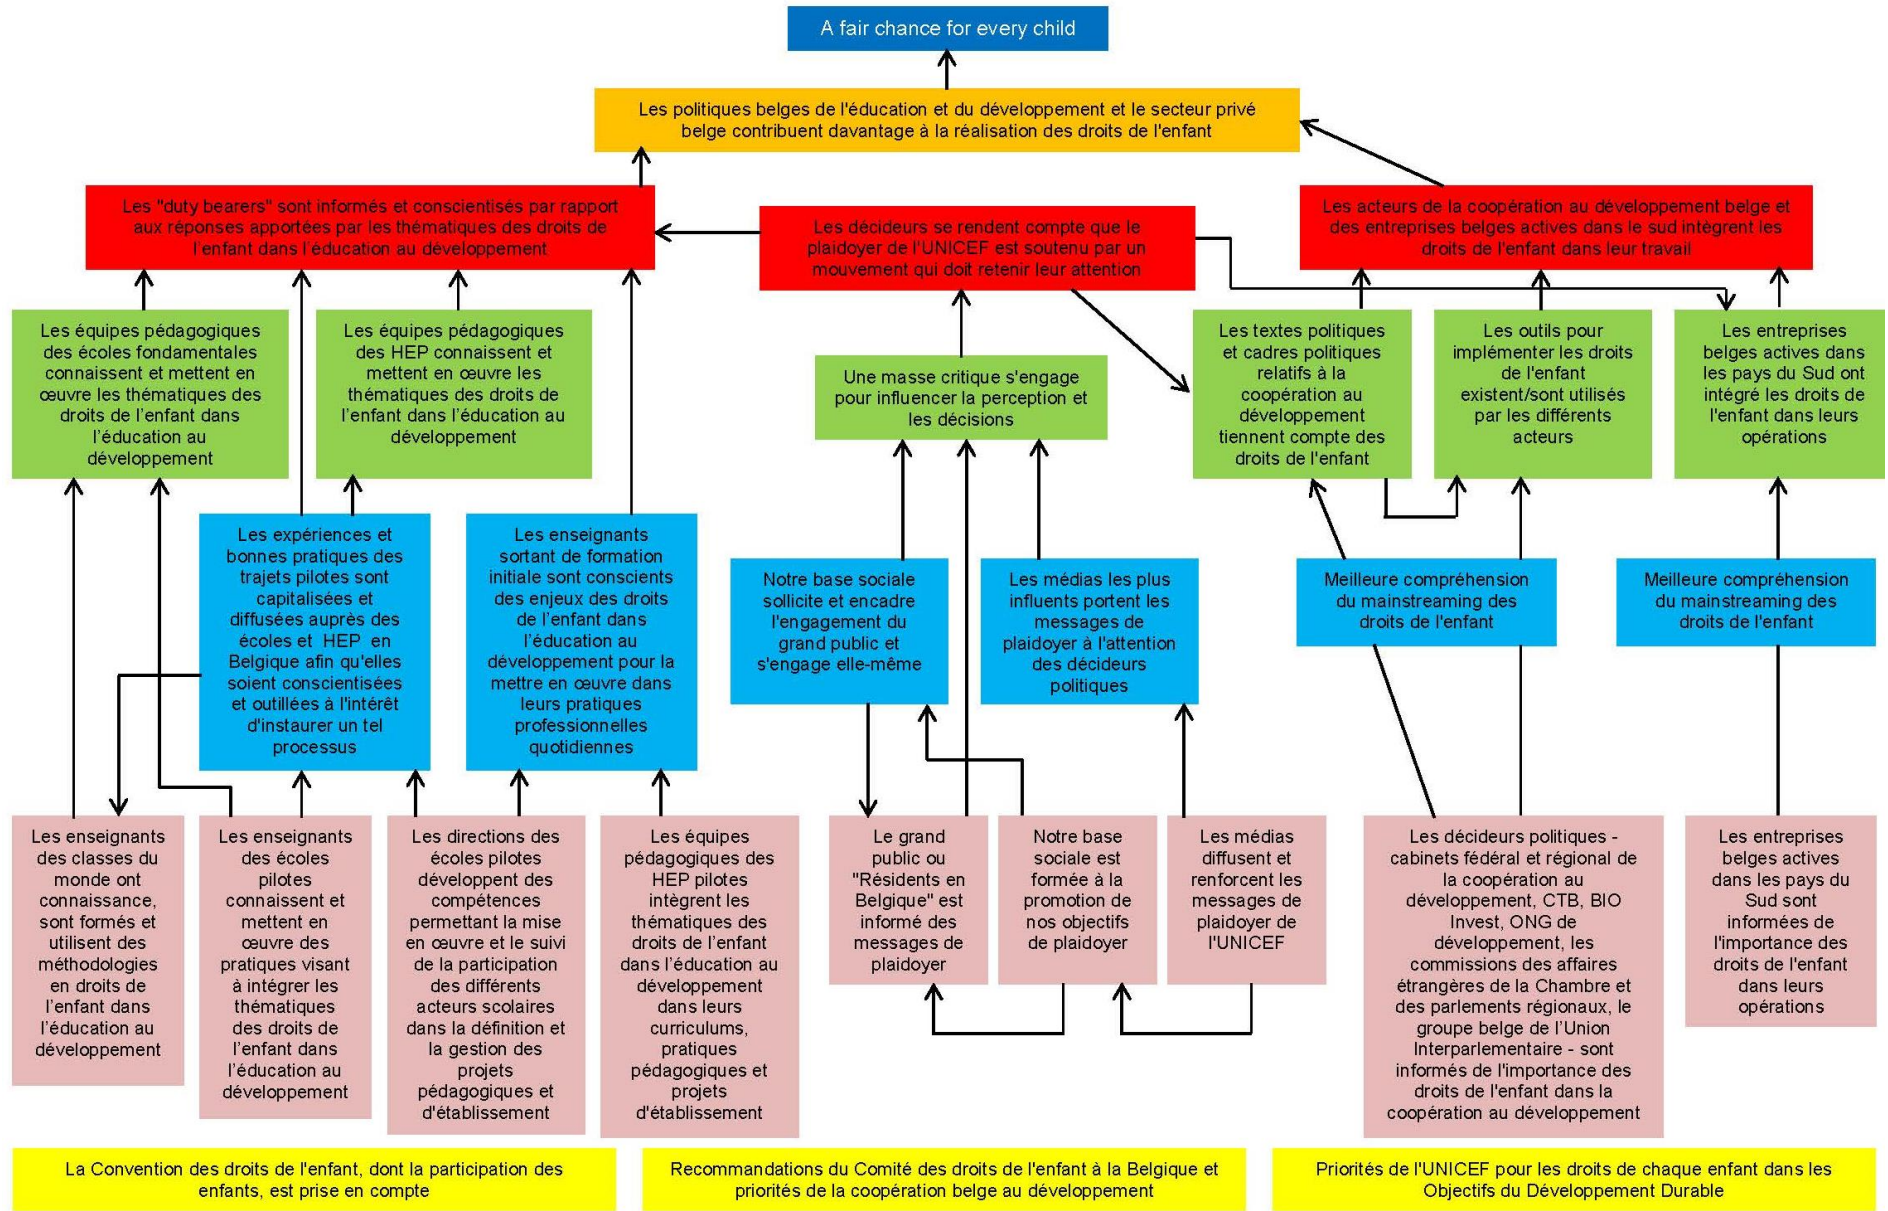 A fair chance for every child
Les politiques belges de l'éducation et du développement et le secteur privé
belge contribuent davantage à la réalisation des droits de l'enfant
Les "duty bearers" sont informés et conscientisés par rapport
aux réponses apportées par les thématiques des droits de
l'enfant dans l'éducation au développement
Les décideurs se rendent compte que le
plaidoyer de l'UNICEF est soutenu par un
mouvement qui doit retenir leur attention
Les acteurs de la coopération au développement belge et
des entreprises belges actives dans le sud intègrent les
droits de l'enfant dans leur travail
Les équipes pédagogiques
des écoles fondamentales
connaissent et mettent en
œuvre les thématiques des
droits de l'enfant dans
l'éducation au
développement
Les équipes pédagogiques
des HEP connaissent et
mettent en œuvre les
thématiques des droits de
l'enfant dans l'éducation au
développement
Une masse critique s'engage
pour influencer la perception et
les décisions
Les textes politiques
et cadres politiques
relatifs à la
coopération au
développement
tiennent compte des
droits de l'enfant
Les outils pour
implémenter les droits
de l'enfant
existent/sont utilisés
par les différents
acteurs
Les entreprises
belges actives dans
les pays du Sud ont
intégré les droits de
l'enfant dans leurs
opérations
Les expériences et
bonnes pratiques des
trajets pilotes sont
capitalisées et
diffusées auprès des
écoles et HEP en
Belgique afin qu'elles
soient conscientisées
et outillées à l'intérêt
d'instaurer un tel
processus
Les enseignants
sortant de formation
initiale sont conscients
des enjeux des droits
de l'enfant dans
l'éducation au
développement pour la
mettre en œuvre dans
leurs pratiques
professionnelles
quotidiennes
Notre base sociale
sollicite et encadre
l'engagement du
grand public et
s'engage elle-même
Les médias les plus
influents portent les
messages de
plaidoyer à l'attention
des décideurs
politiques
Meilleure compréhension
du mainstreaming des
droits de l'enfant
Meilleure compréhension
du mainstreaming des
droits de l'enfant
Les enseignants
des classes du
monde ont
connaissance,
sont formés et
utilisent des
méthodologies
en droits de
l'enfant dans
l'éducation au
développement
Les enseignants
des écoles
pilotes
connaissent et
mettent en
œuvre des
pratiques visant
à intégrer les
thématiques
des droits de
l'enfant dans
l'éducation au
développement
Les directions des
écoles pilotes
développent des
compétences
permettant la mise
en œuvre et le suivi
de la participation
des différents
acteurs scolaires
dans la définition et
la gestion des
projets
pédagogiques et
d'établissement
Les équipes
pédagogiques des
HEP pilotes
intègrent les
thématiques des
droits de l'enfant
dans l'éducation au
développement
dans leurs
curriculums,
pratiques
pédagogiques et
projets
d'établissement
Le grand
public ou
"Résidents en
Belgique" est
informé des
messages de
plaidoyer
Notre base
sociale est
formée à la
promotion de
nos objectifs
de plaidoyer
Les médias
diffusent et
renforcent les
messages de
plaidoyer de
l'UNICEF
Les décideurs politiques -
cabinets fédéral et régional de
la coopération au
développement, CTB, BIO
Invest, ONG de
développement, les
commissions des affaires
étrangères de la Chambre et
des parlements régionaux, le
groupe belge de l'Union
Interparlementaire - sont
informés de l'importance des
droits de l'enfant dans la
coopération au développement
Les entreprises
belges actives
dans les pays du
Sud sont
informées de
l'importance des
droits de l'enfant
dans leurs
opérations
La Convention des droits de l'enfant, dont la participation des
enfants, est prise en compte
Recommandations du Comité des droits de l'enfant à la Belgique et
priorités de la coopération belge au développement
Priorités de l'UNICEF pour les droits de chaque enfant dans les
Objectifs du Développement Durable